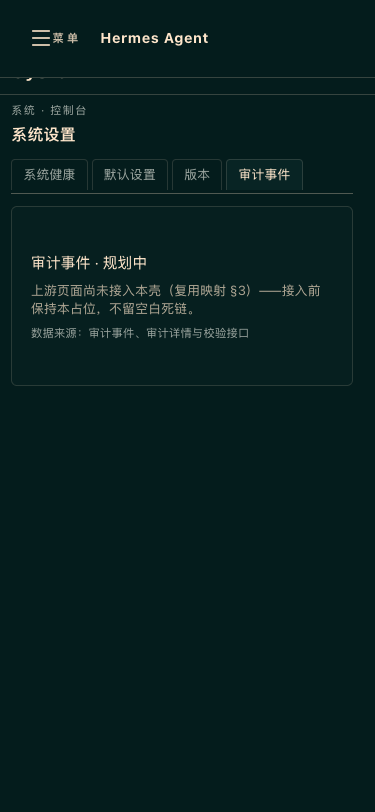 菜单
Hermes Agent
系统 · 控制台
系统设置
系统健康
默认设置
版本
审计事件
审计事件 · 规划中
上游页面尚未接入本壳（复用映射 §3）——接入前
保持本占位，不留空白死链。
数据来源：审计事件、审计详情与校验接口